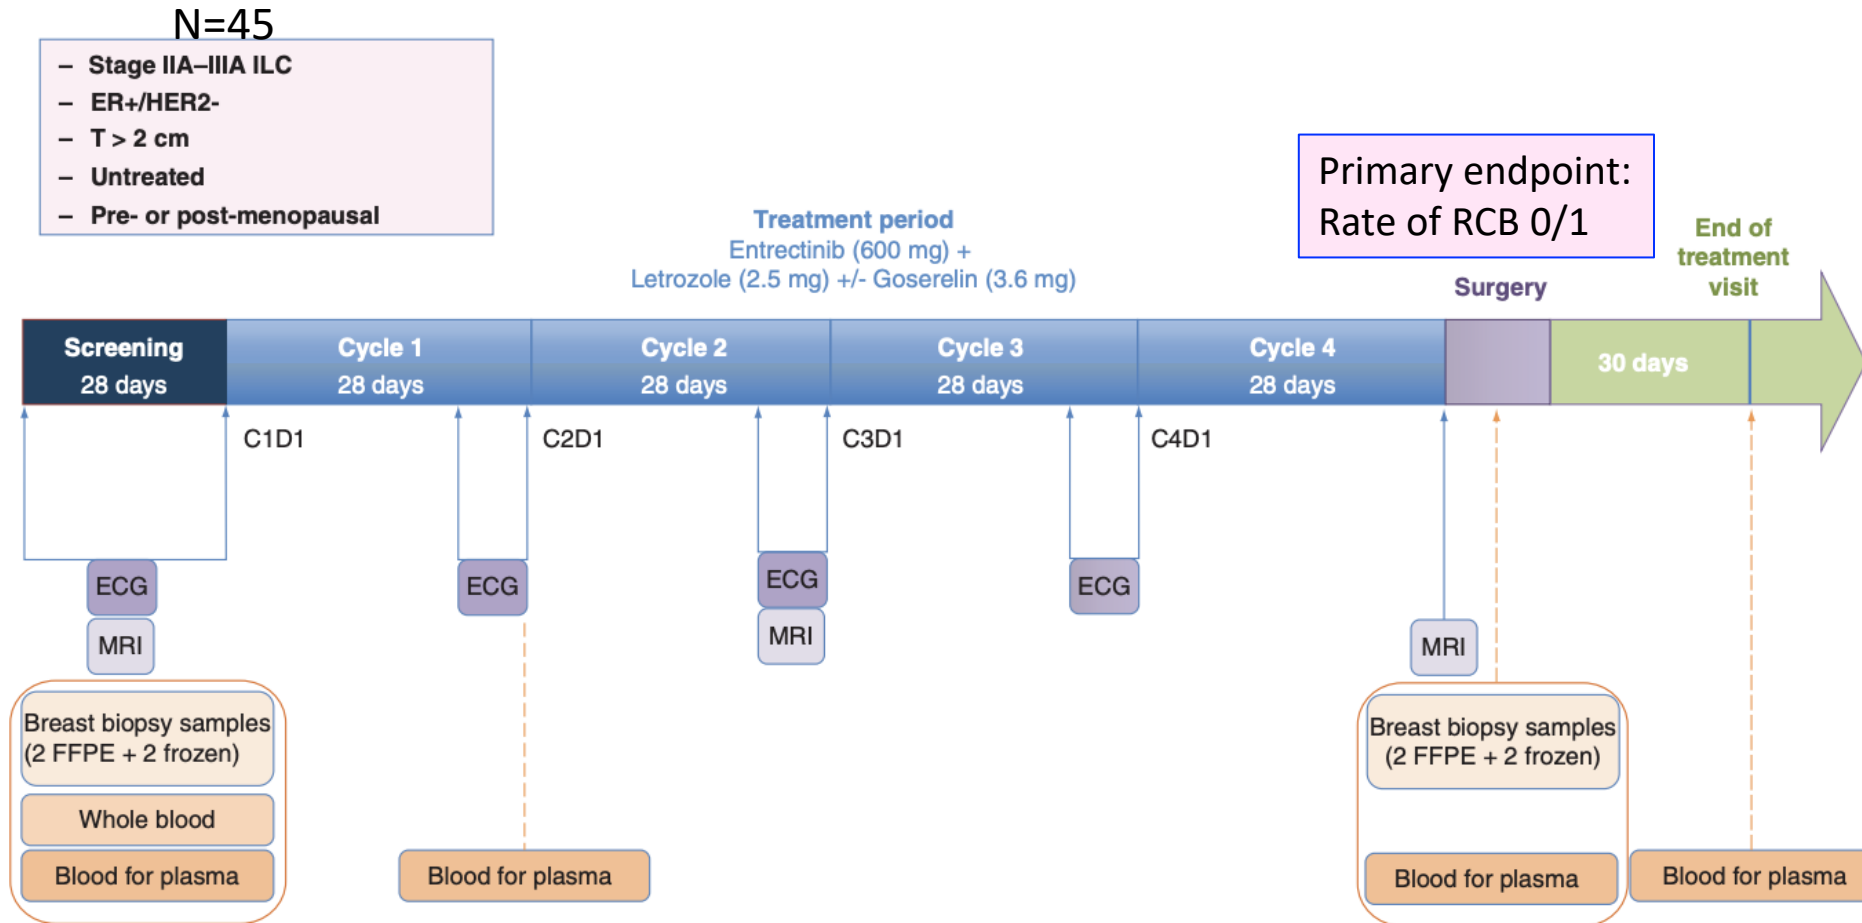 N=45
– Stage IIA–IIIA ILC
– ER+/HER2-
– T > 2 cm
– Untreated
– Pre- or post-menopausal
Primary endpoint:
Rate of RCB 0/1
Treatment period
Entrectinib (600 mg) +
Letrozole (2.5 mg) +/- Goserelin (3.6 mg)
Surgery
End of
treatment
visit
Screening
28 days
Cycle 1
28 days
Cycle 2
28 days
Cycle 3
28 days
Cycle 4
28 days
30 days
C1D1
C2D1
C3D1
C4D1
ECG
MRI
ECG
ECG
MRI
ECG
MRI
Breast biopsy samples
(2 FFPE + 2 frozen)
Whole blood
Blood for plasma
Blood for plasma
Breast biopsy samples
(2 FFPE + 2 frozen)
Blood for plasma
Blood for plasma